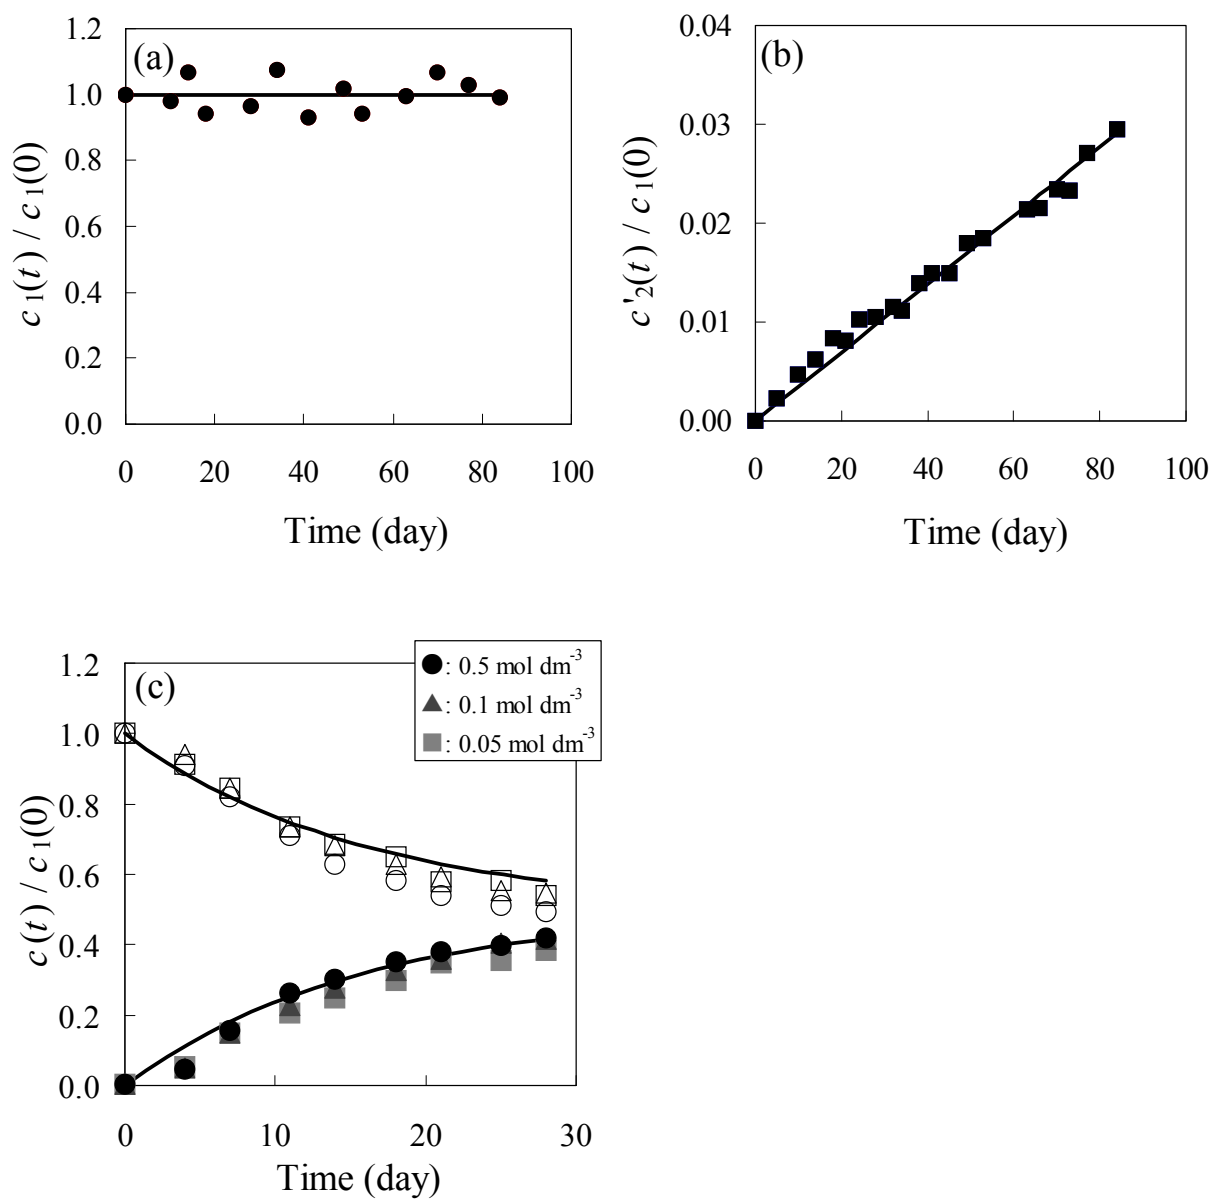 (a)
1.2
1.0
0.8
0.6
0.4
0.2
0.0
c1(t) / c1(0)
0 20 40 60 80 100
Time (day)
(b)
0.04
0.03
0.02
0.01
0.00
c'2(t) / c1(0)
0 20 40 60 80 100
Time (day)
(c)
1.2
1.0
0.8
0.6
0.4
0.2
0.0
c(t) / c1(0)
: 0.5 mol dm-3
: 0.1 mol dm-3
: 0.05 mol dm-3
0 10 20 30
Time (day)